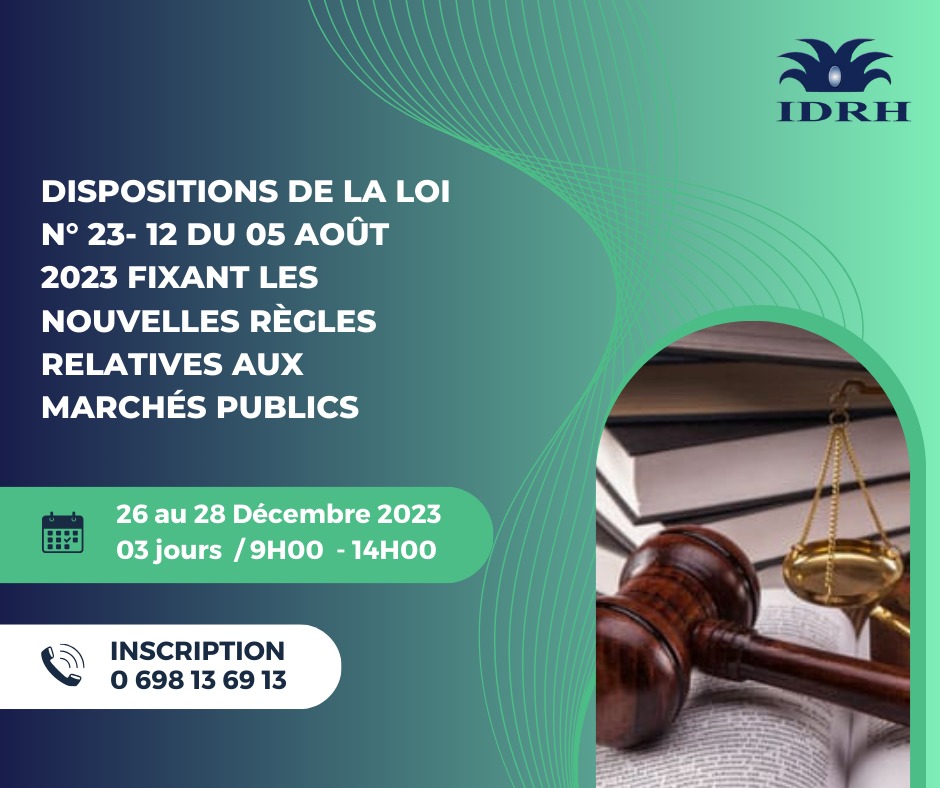 IDRH
DISPOSITIONS DE LA LOI
N° 23- 12 DU 05 AOÛT
2023 FIXANT LES
NOUVELLES RÈGLES
RELATIVES AUX
MARCHÉS PUBLICS
26 au 28 Décembre 2023
03 jours / 9H00 - 14H00
INSCRIPTION
0 698 13 69 13